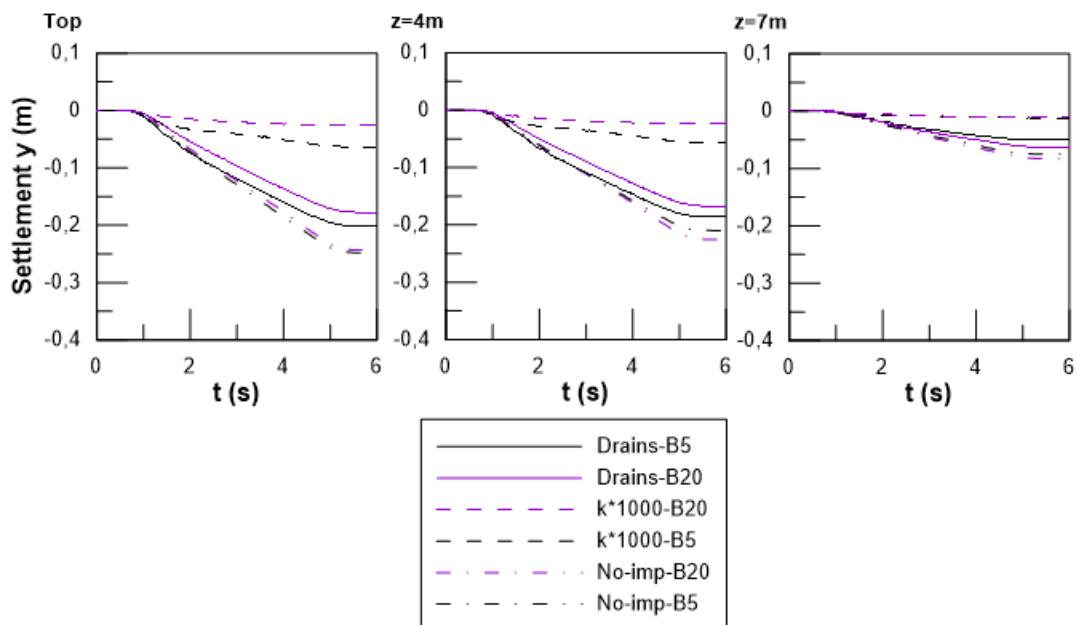 Top
z=4m
z=7m
0,1
0
-0,1
-0,2
-0,3
-0,4
0,1
0
-0,1
-0,2
-0,3
-0,4
0,1
0
-0,1
-0,2
-0,3
-0,4
Settlement y (m)
0 2 4 6
0 2 4 6
0 2 4 6
t (s)
t (s)
t (s)
Drains-B5
Drains-B20
k*1000-B20
k*1000-B5
No-imp-B20
No-imp-B5